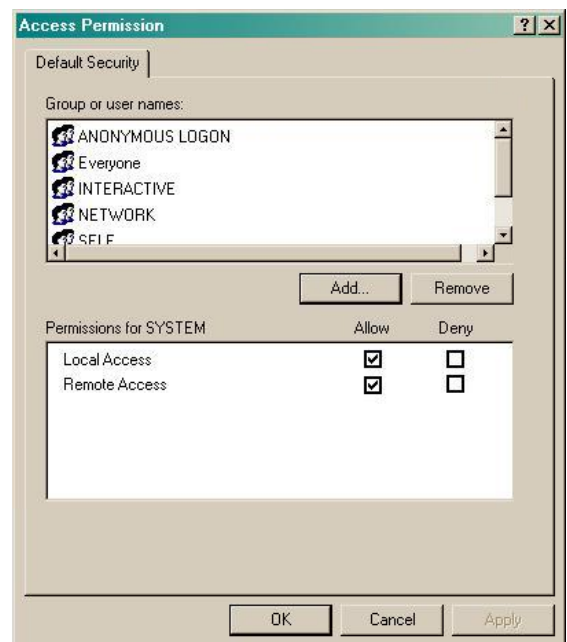 Access Permission
Default Security
Group or user names:
ANONYMOUS LOGON
Everyone
INTERACTIVE
NETWORK
SELF
Add... Remove
Permissions for SYSTEM Allow Deny
Local Access
Remote Access
OK Cancel Apply